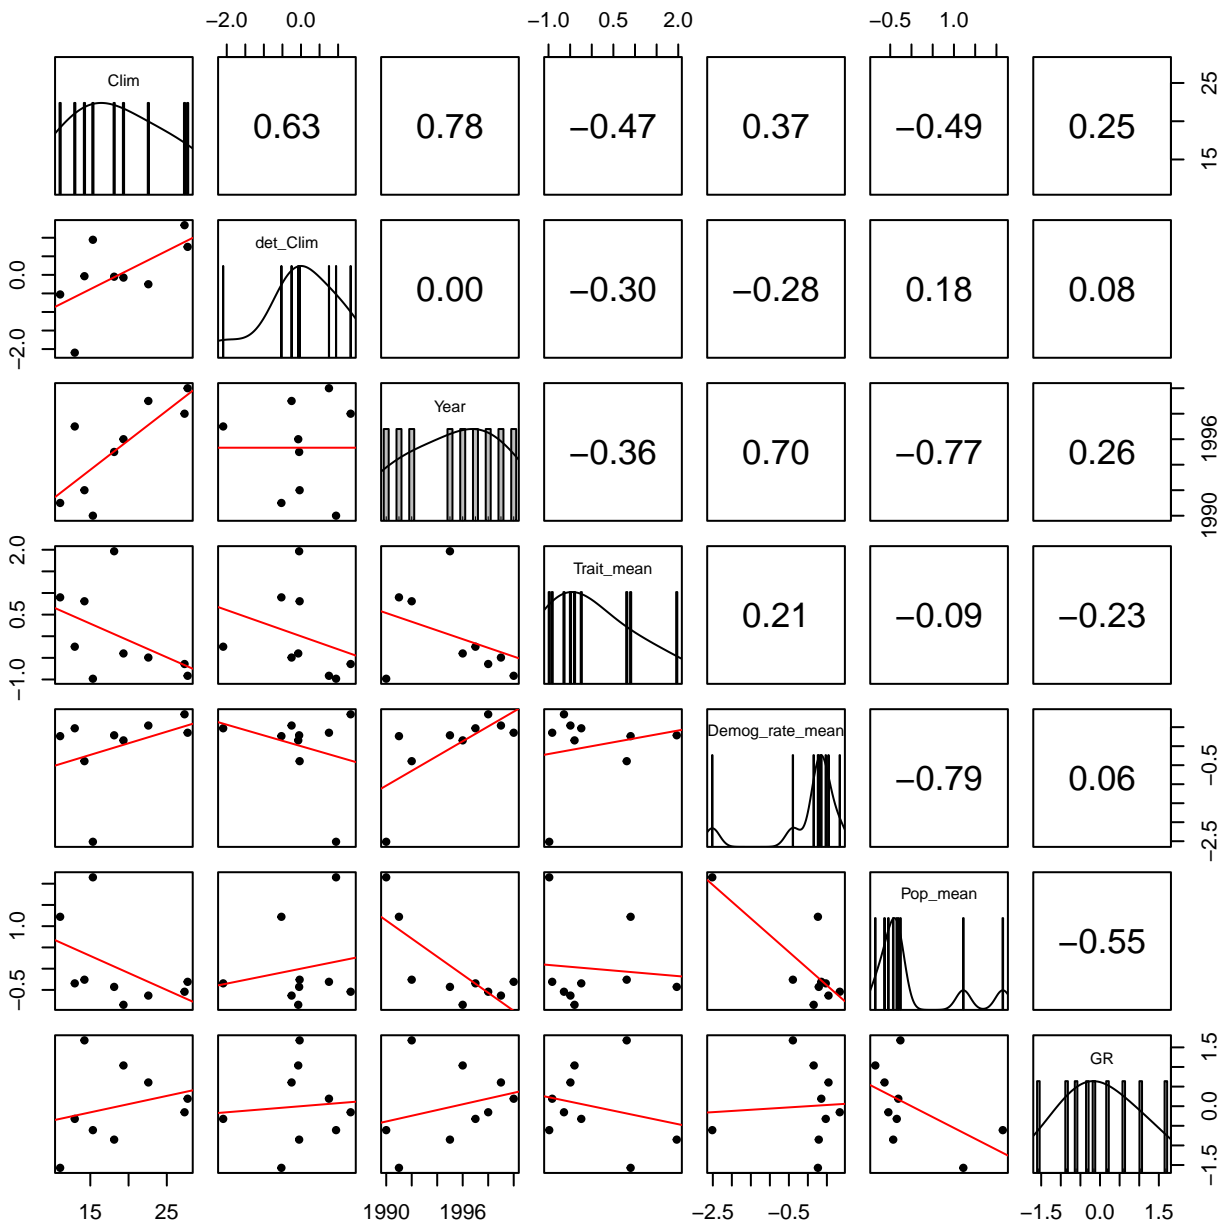 −2.0 0.0 −1.0 0.5 2.0 −0.5 1.0
Clim 0.63 0.78 −0.47 0.37 −0.49 0.25 15 25
−2.0 0.0 det_Clim 0.00 −0.30 −0.28 0.18 0.08
Year −0.36 0.70 −0.77 0.26 1990 1996
−1.0 0.5 2.0 Trait_mean 0.21 −0.09 −0.23
Demog_rate_mean −0.79 0.06 −2.5 −0.5
−0.5 1.0 Pop_mean −0.55
GR −1.5 0.0 1.5
15 25 1990 1996 −2.5 −0.5 −1.5 0.0 1.5